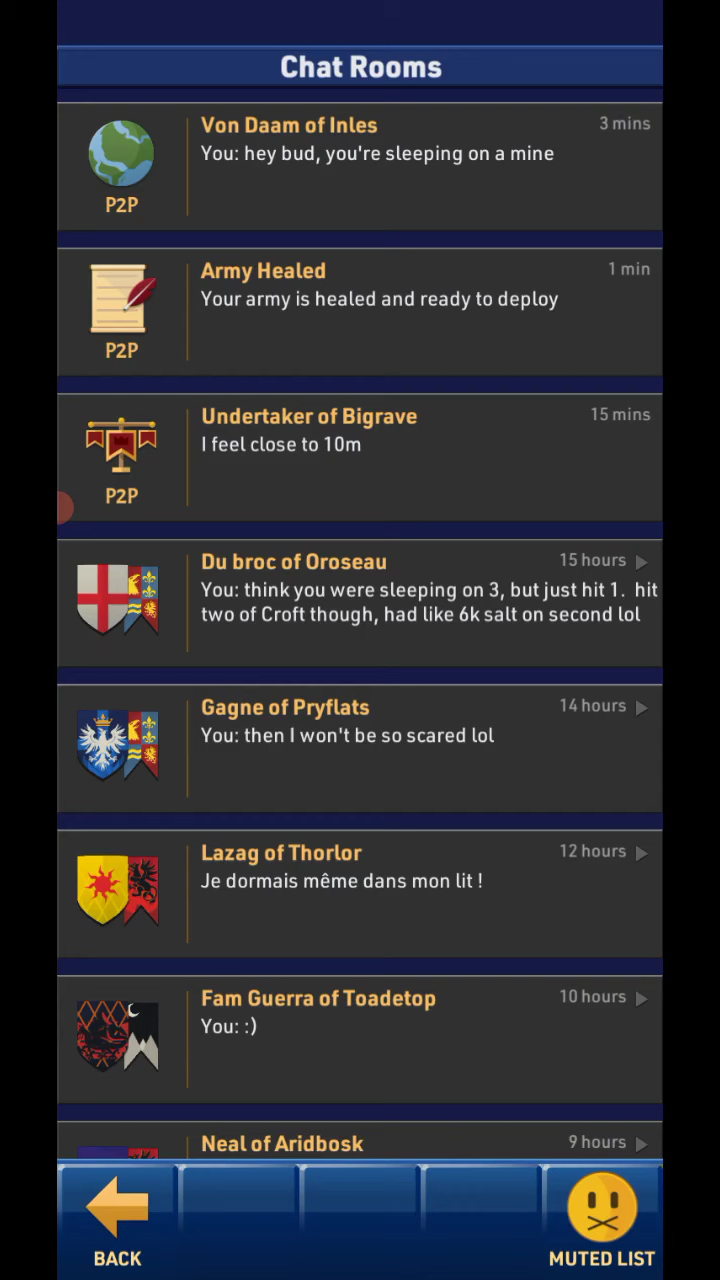 Chat Rooms
Von Daam of Inles
3 mins
You: hey bud, you're sleeping on a mine
P2P
Army Healed
1 min
Your army is healed and ready to deploy
P2P
Undertaker of Bigrave
15 mins
I feel close to 10m
P2P
Du broc of Oroseau
15 hours
You: think you were sleeping on 3, but just hit 1.  hit
two of Croft though, had like 6k salt on second lol
Gagne of Pryflats
14 hours
You: then I won't be so scared lol
Lazag of Thorlor
12 hours
Je dormais même dans mon lit !
Fam Guerra of Toadetop
10 hours
You: :)
Neal of Aridbosk
9 hours
BACK
MUTED LIST